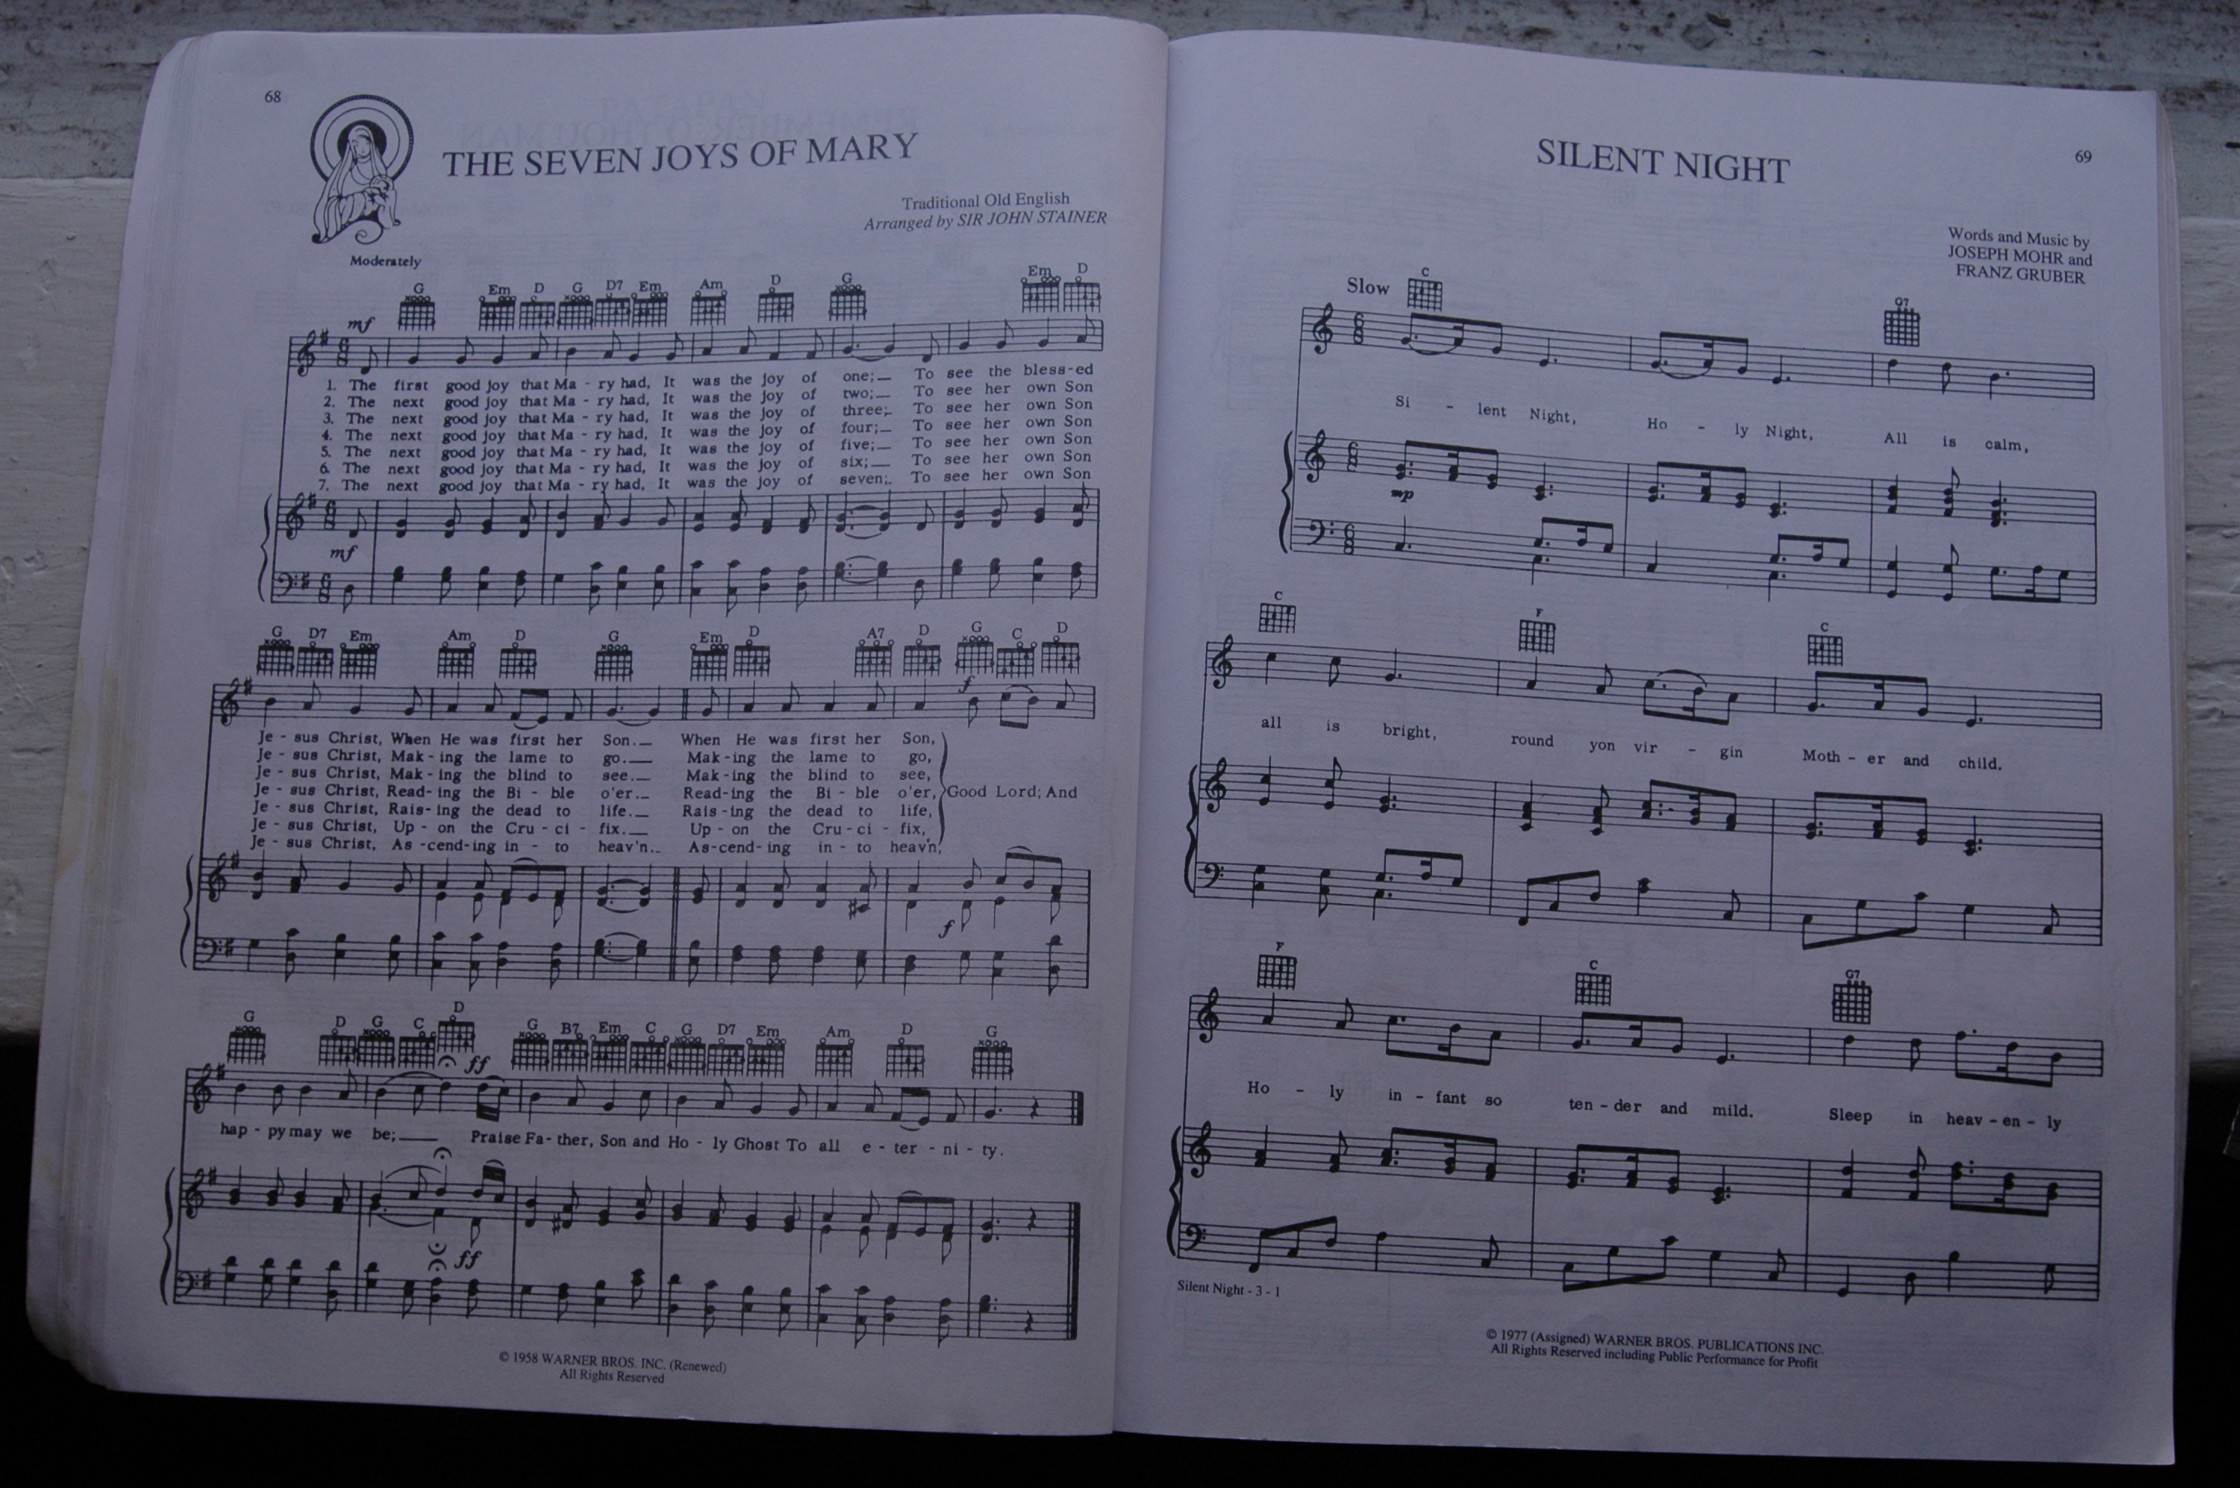 68
THE SEVEN JOYS OF MARY
Traditional Old English
Arranged by SIR JOHN STAINER
Moderately
G Em D G D7 Em Am D G Em D
mf
1. The first good joy that Ma - ry had, It was the joy of one; To see the bless-ed
2. The next good joy that Ma - ry had, It was the joy of two; To see her own Son
3. The next good joy that Ma - ry had, It was the joy of three; To see her own Son
4. The next good joy that Ma - ry had, It was the joy of four; To see her own Son
5. The next good joy that Ma - ry had, It was the joy of five; To see her own Son
6. The next good joy that Ma - ry had, It was the joy of six; To see her own Son
7. The next good joy that Ma - ry had, It was the joy of seven; To see her own Son
mf
G D7 Em Am D G Em D A7 D G C D
f
Je - sus Christ, When He was first her Son. When He was first her Son,
Je - sus Christ, Mak - ing the lame to go. Mak - ing the lame to go,
Je - sus Christ, Mak - ing the blind to see. Mak - ing the blind to see,
Je - sus Christ, Read - ing the Bi - ble o'er. Read - ing the Bi - ble o'er, Good Lord; And
Je - sus Christ, Rais - ing the dead to life. Rais - ing the dead to life,
Je - sus Christ, Up - on the Cru - ci - fix. Up - on the Cru - ci - fix,
Je - sus Christ, As - cend - ing in - to heav'n. As - cend - ing in - to heav'n,
f
G D G C D G B7 Em C G D7 Em Am D G
ff
hap - py may we be; Praise Fa - ther, Son and Ho - ly Ghost To all e - ter - ni - ty.
ff
© 1958 WARNER BROS. INC. (Renewed)
All Rights Reserved
SILENT NIGHT
69
Words and Music by
JOSEPH MOHR and
FRANZ GRUBER
Slow
C G7
Si - lent Night, Ho - ly Night, All is calm,
mp
C F C
all is bright, round yon vir - gin Moth - er and child.
F C G7
Ho - ly in - fant so ten - der and mild. Sleep in heav - en - ly
Silent Night - 3 - 1
© 1977 (Assigned) WARNER BROS. PUBLICATIONS INC.
All Rights Reserved including Public Performance for Profit